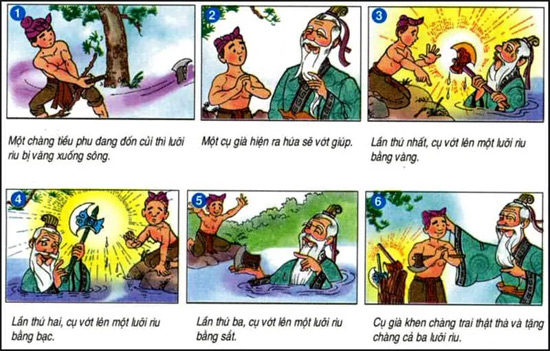 1
2
3
Một chàng tiều phu đang đốn củi thì lưỡi
rìu bị văng xuống sông.
Một cụ già hiện ra hứa sẽ vớt giúp.
Lần thứ nhất, cụ vớt lên một lưỡi rìu
bằng vàng.
4
5
6
Lần thứ hai, cụ vớt lên một lưỡi rìu
bằng bạc.
Lần thứ ba, cụ vớt lên một lưỡi rìu
bằng sắt.
Cụ già khen chàng trai thật thà và tặng
chàng cả ba lưỡi rìu.